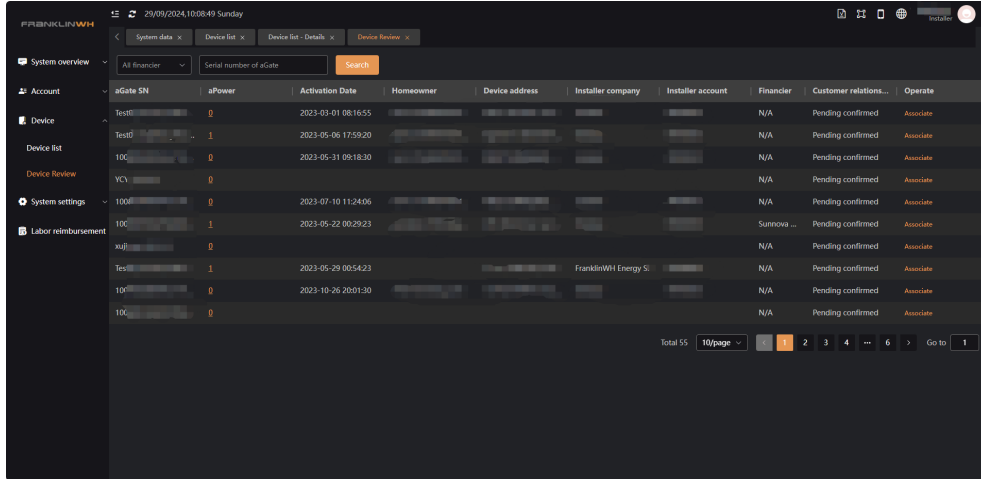 FRANKLINWH
29/09/2024,10:08:49 Sunday
Installer
System data × Device list × Device list - Details × Device Review ×
System overview
Account
Device
Device list
Device Review
System settings
Labor reimbursement
All financier Serial number of aGate Search
aGate SN aPower Activation Date Homeowner Device address Installer company Installer account Financier Customer relations... Operate
0 2023-03-01 08:16:55 N/A Pending confirmed Associate
.. 1 2023-05-06 17:59:20 N/A Pending confirmed Associate
100 0 2023-05-31 09:18:30 N/A Pending confirmed Associate
0 N/A Pending confirmed Associate
0 2023-07-10 11:24:06 N/A Pending confirmed Associate
100 1 2023-05-22 00:29:23 Sunnova ... Pending confirmed Associate
0 N/A Pending confirmed Associate
1 2023-05-29 00:54:23 FranklinWH Energy N/A Pending confirmed Associate
100 0 2023-10-26 20:01:30 N/A Pending confirmed Associate
100 0 N/A Pending confirmed Associate
Total 55 10/page < 1 2 3 4 ··· 6 > Go to 1